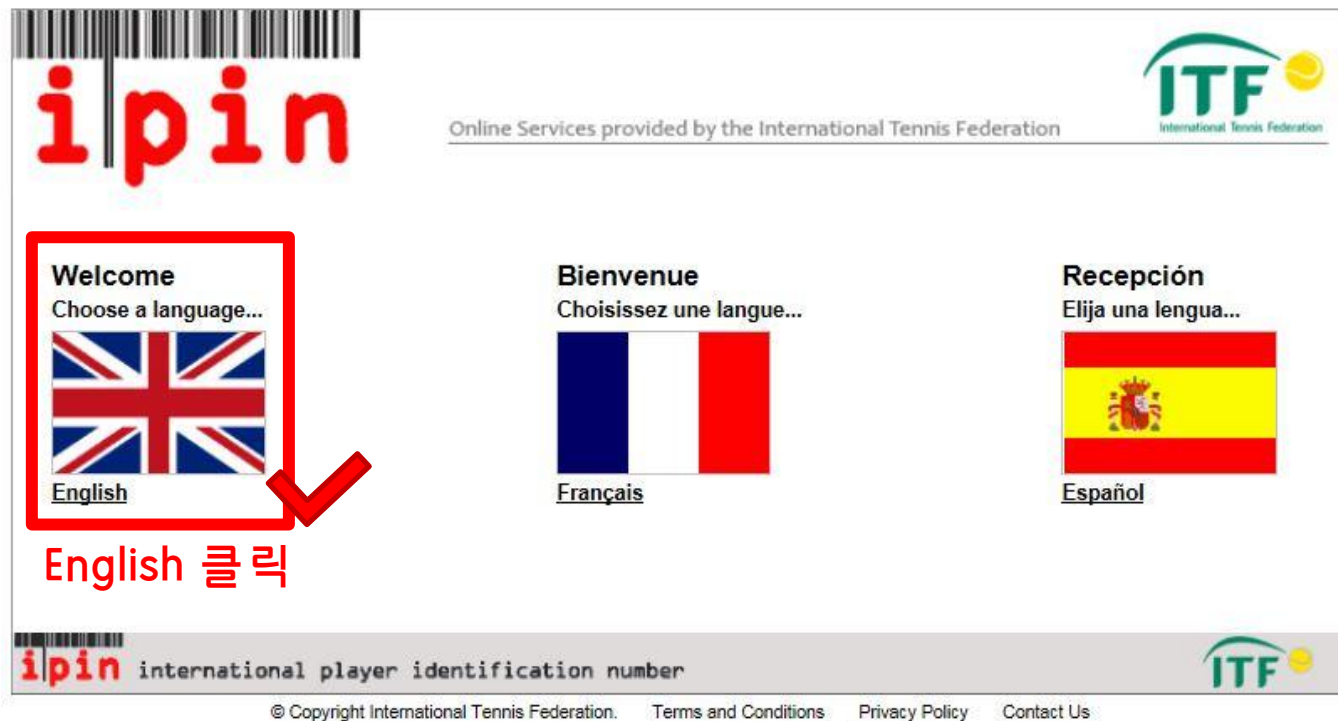 ipin
Online Services provided by the International Tennis Federation
ITF
International Tennis Federation
Welcome
Choose a language...
English
Bienvenue
Choisissez une langue...
Français
Recepción
Elija una lengua...
Español
English 클릭
ipin international player identification number
ITF
© Copyright International Tennis Federation. Terms and Conditions Privacy Policy Contact Us